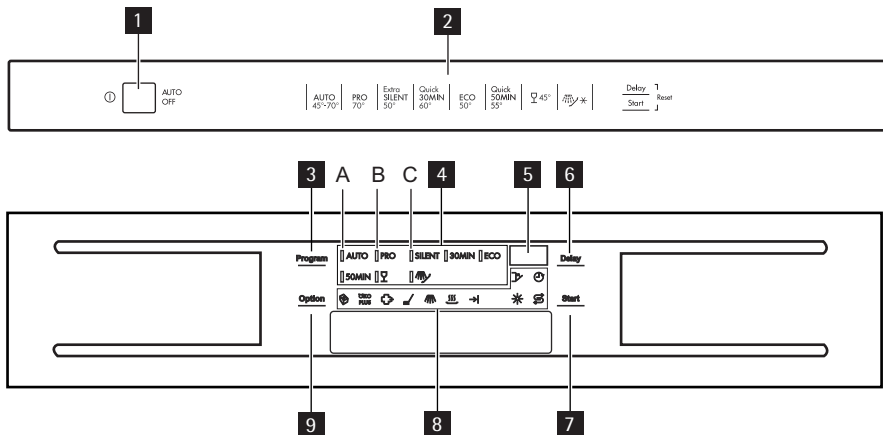 1
2
AUTO
OFF
AUTO
45°-70°
PRO
70°
Extra
SILENT
50°
Quick
30MIN
60°
ECO
50°
Quick
50MIN
55°
45°
Delay
Start
Reset
3
A
B
C
4
5
6
Program
AUTO PRO SILENT 30MIN ECO
Delay
50MIN
Option
PLUS
Start
9
8
7